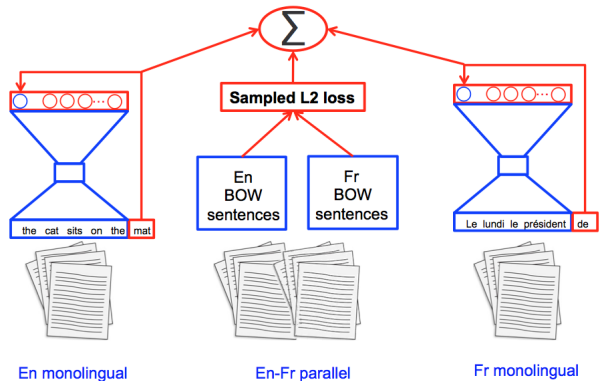 ∑
Sampled L2 loss
En
BOW
sentences
Fr
BOW
sentences
the cat sits on the mat
Le lundi le président de
En monolingual
En-Fr parallel
Fr monolingual